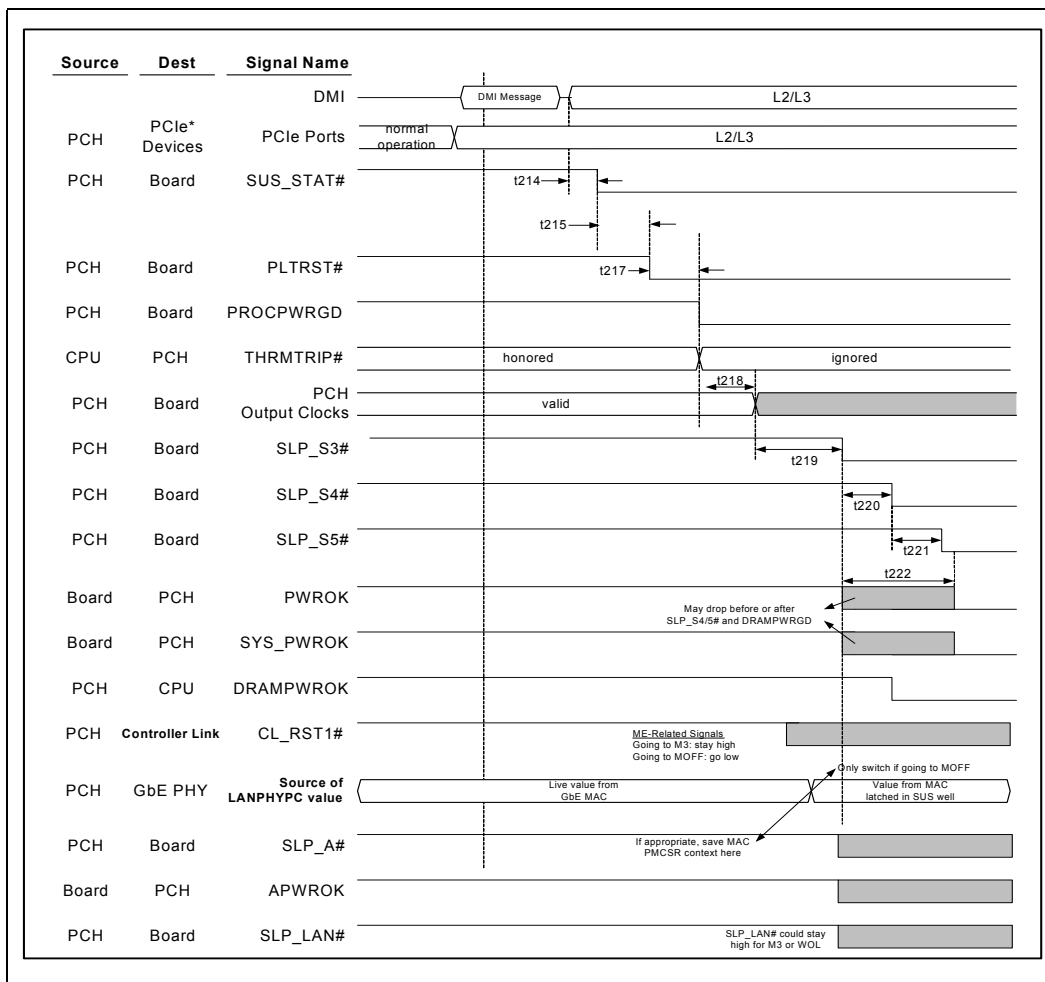 Source Dest Signal Name
DMI
DMI Message
L2/L3
PCH
PCIe*
Devices
PCIe Ports
normal
operation
L2/L3
PCH Board SUS_STAT#
t214
t215
PCH Board PLTRST#
t217
PCH Board PROCPWRGD
CPU PCH THRMTRIP# honored ignored
t218
PCH Board
PCH
Output Clocks
valid
PCH Board SLP_S3#
t219
PCH Board SLP_S4#
t220
PCH Board SLP_S5#
t221
t222
Board PCH PWROK
May drop before or after
SLP_S4/5# and DRAMPWRGD
Board PCH SYS_PWROK
PCH CPU DRAMPWROK
PCH Controller Link CL_RST1#
ME-Related Signals
Going to M3: stay high
Going to MOFF: go low
Only switch if going to MOFF
PCH GbE PHY
Source of
LANPHYPC value
Live value from
GbE MAC
Value from MAC
latched in SUS well
PCH Board SLP_A#
If appropriate, save MAC
PMCSR context here
Board PCH APWROK
PCH Board SLP_LAN#
SLP_LAN# could stay
high for M3 or WOL